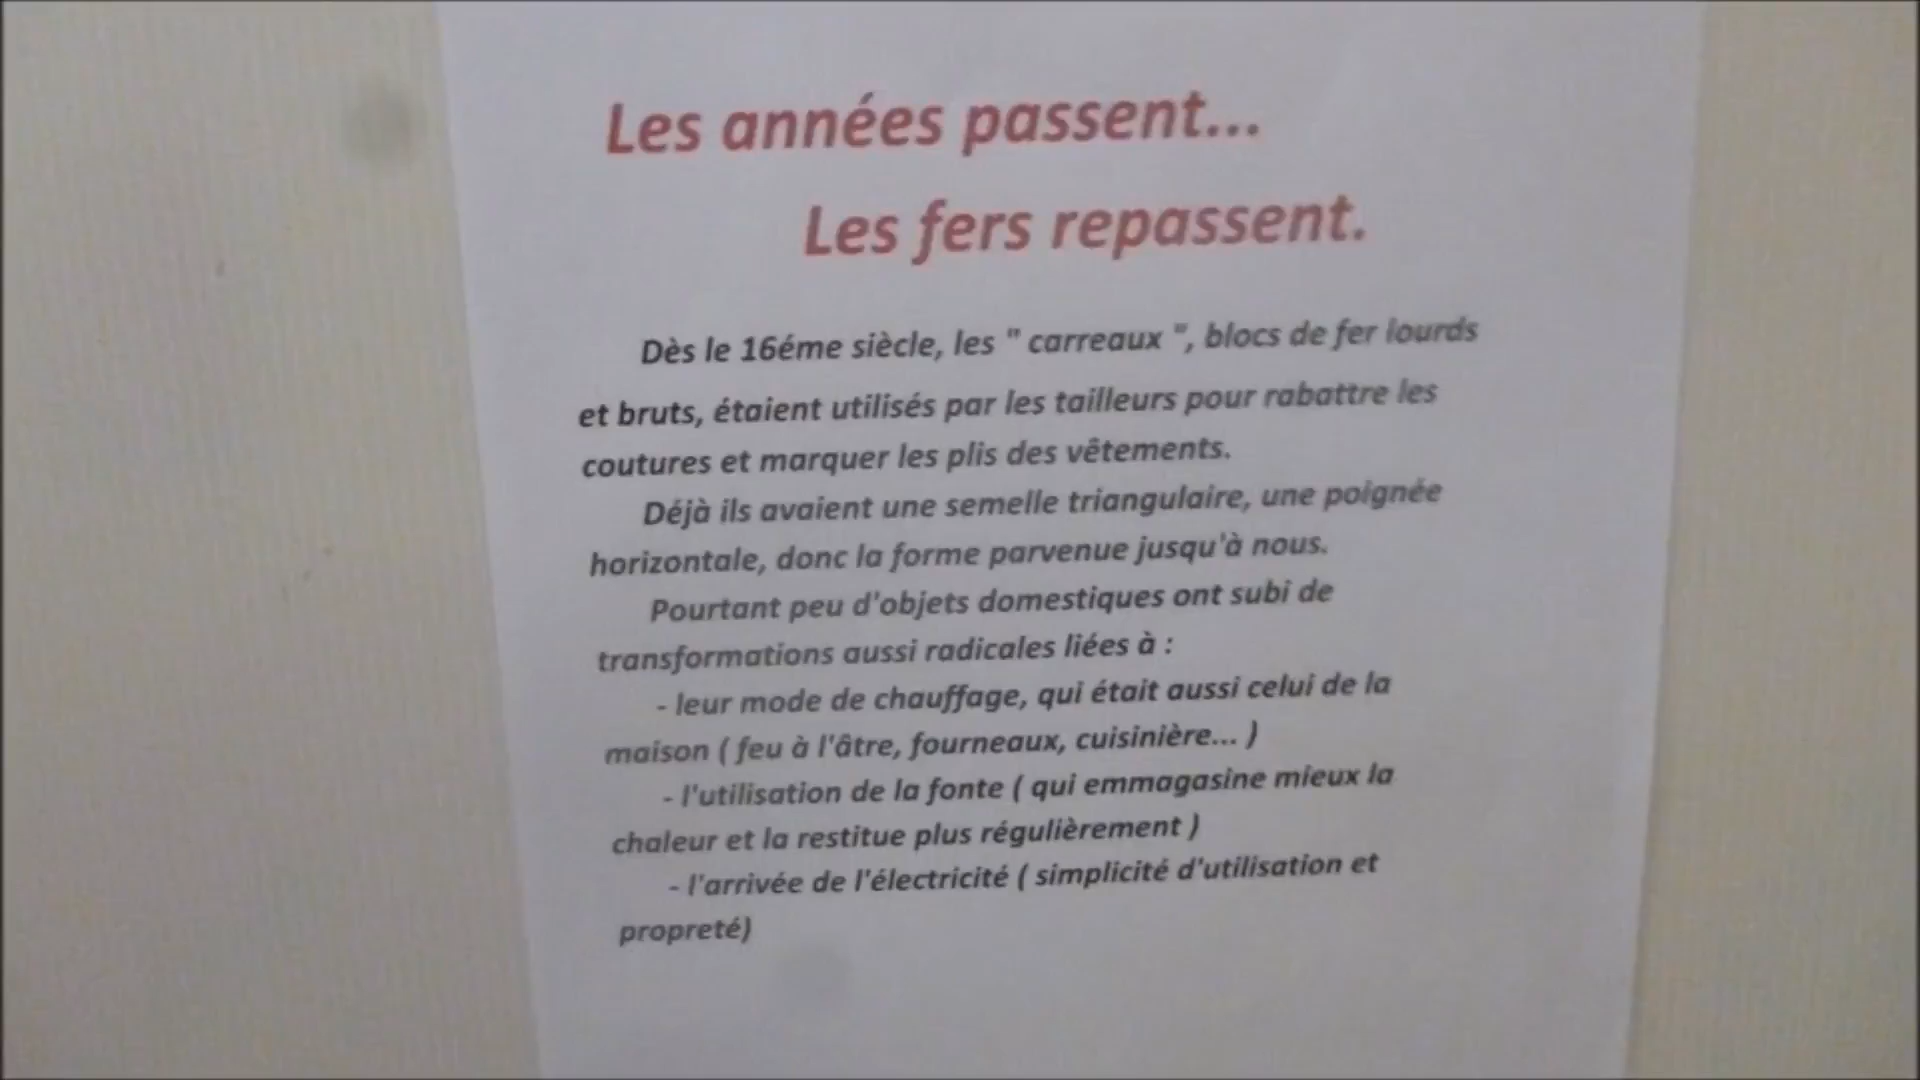 Les années passent...
Les fers repassent.
Dès le 16éme siècle, les " carreaux ", blocs de fer lourds
et bruts, étaient utilisés par les tailleurs pour rabattre les
coutures et marquer les plis des vêtements.
Déjà ils avaient une semelle triangulaire, une poignée
horizontale, donc la forme parvenue jusqu'à nous.
Pourtant peu d'objets domestiques ont subi de
transformations aussi radicales liées à :
- leur mode de chauffage, qui était aussi celui de la
maison ( feu à l'âtre, fourneaux, cuisinière... )
- l'utilisation de la fonte ( qui emmagasine mieux la
chaleur et la restitue plus régulièrement )
- l'arrivée de l'électricité ( simplicité d'utilisation et
propreté)